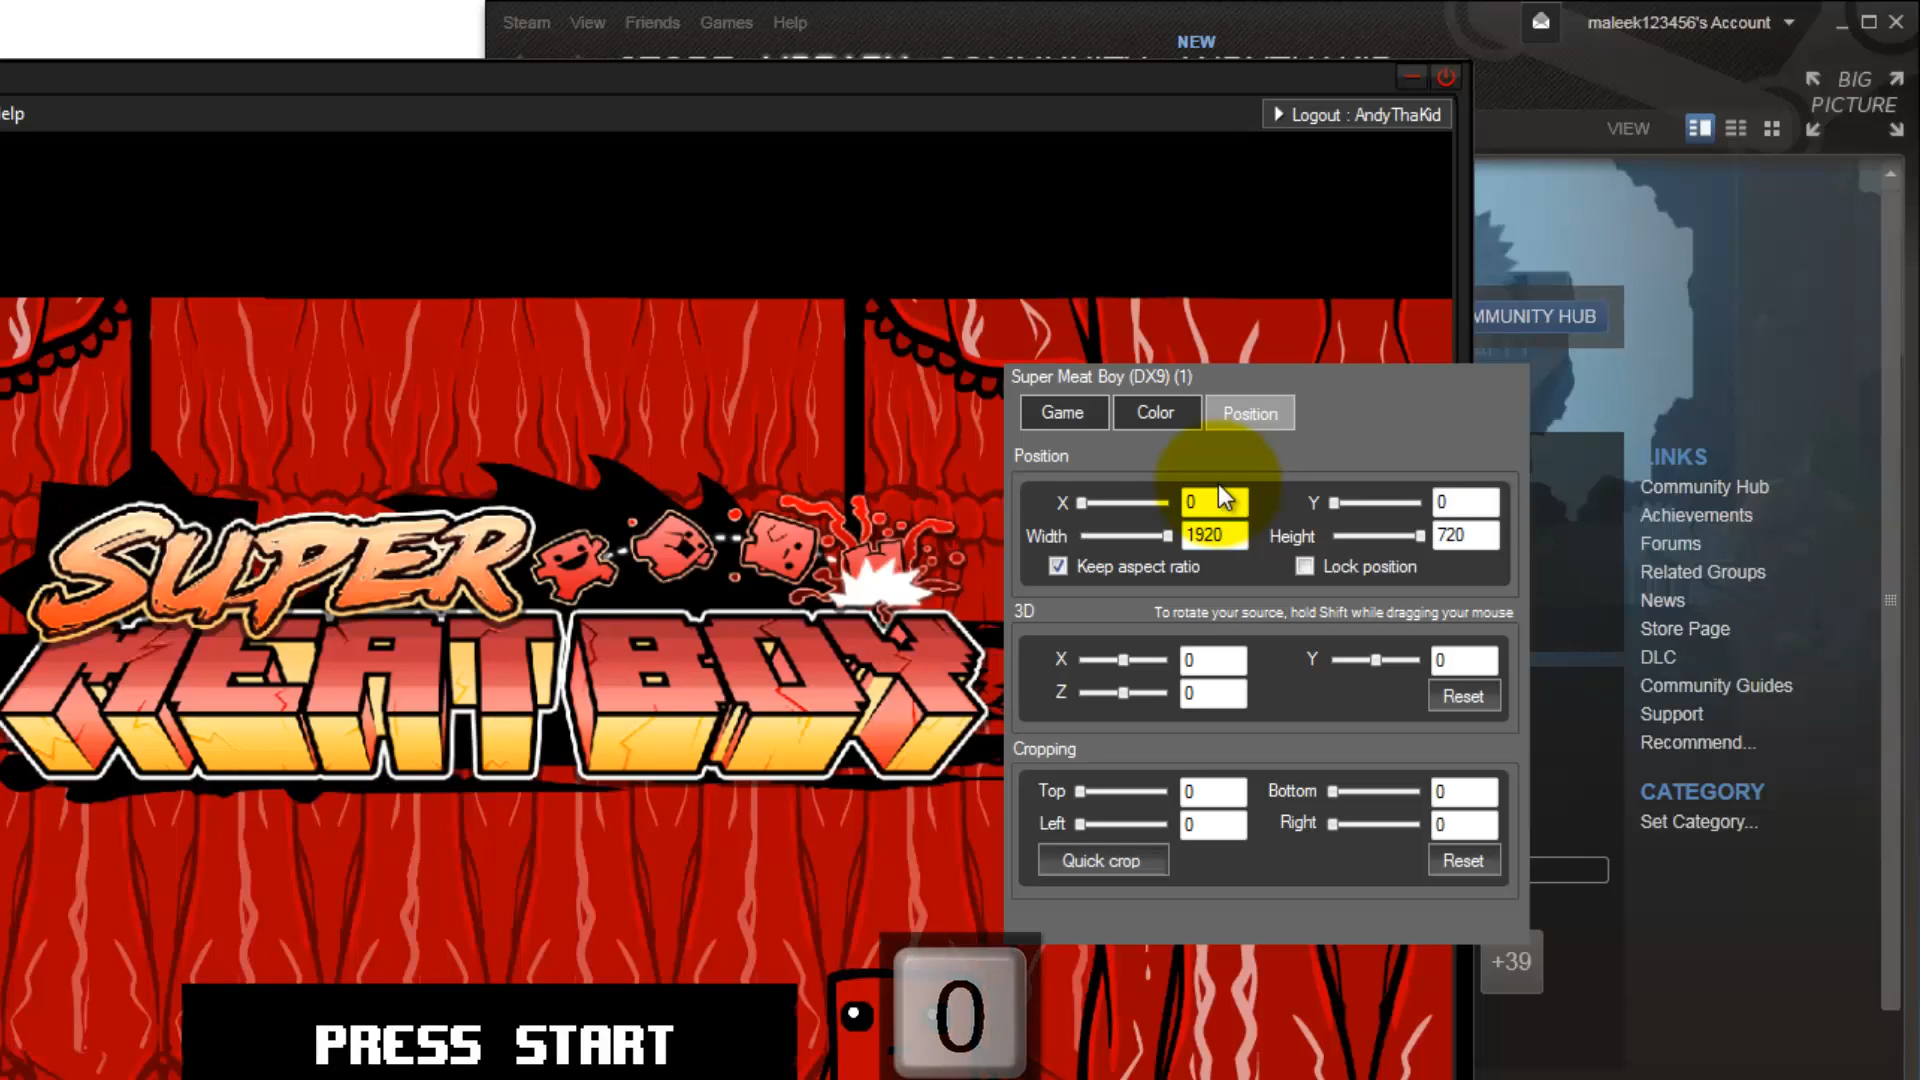 Steam View Friends Games Help
maleek123456's Account
NEW
BIG PICTURE
elp
Logout : AndyThaKid
VIEW
MMUNITY HUB
Super Meat Boy (DX9) (1)
Game Color Position
Position
X 0 Y 0
Width 1920 Height 720
Keep aspect ratio Lock position
3D To rotate your source, hold Shift while dragging your mouse
X 0 Y 0
Z 0 Reset
Cropping
Top 0 Bottom 0
Left 0 Right 0
Quick crop Reset
SUPER
MEAT BOY
PRESS START
0
+39
LINKS
Community Hub
Achievements
Forums
Related Groups
News
Store Page
DLC
Community Guides
Support
Recommend...
CATEGORY
Set Category...